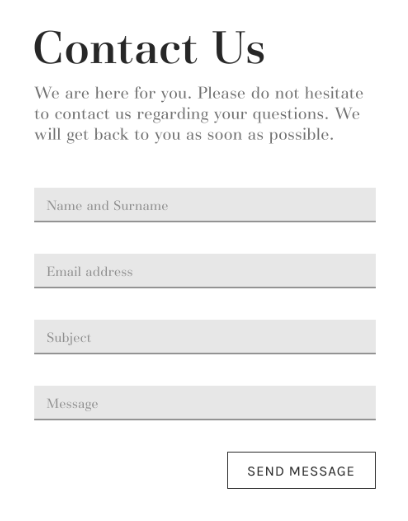 Contact Us
We are here for you. Please do not hesitate
to contact us regarding your questions. We
will get back to you as soon as possible.
Name and Surname
Email address
Subject
Message
SEND MESSAGE